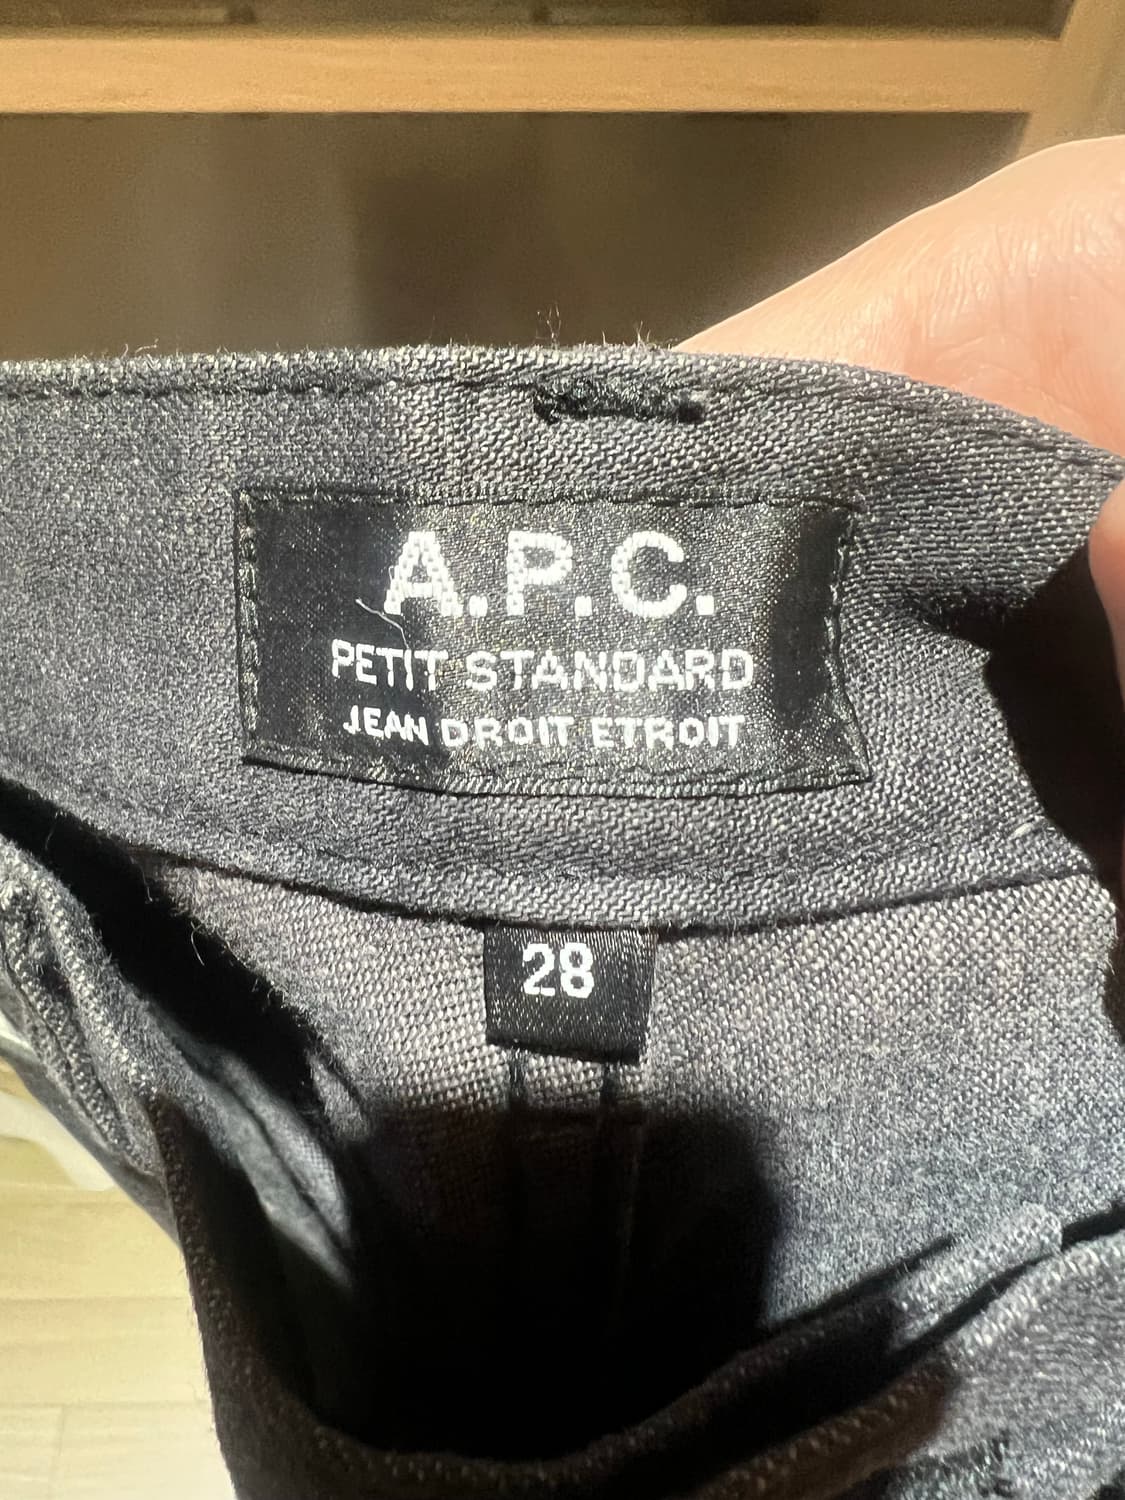 A.P.C.
PETIT STANDARD
JEAN DROIT ETROIT
28